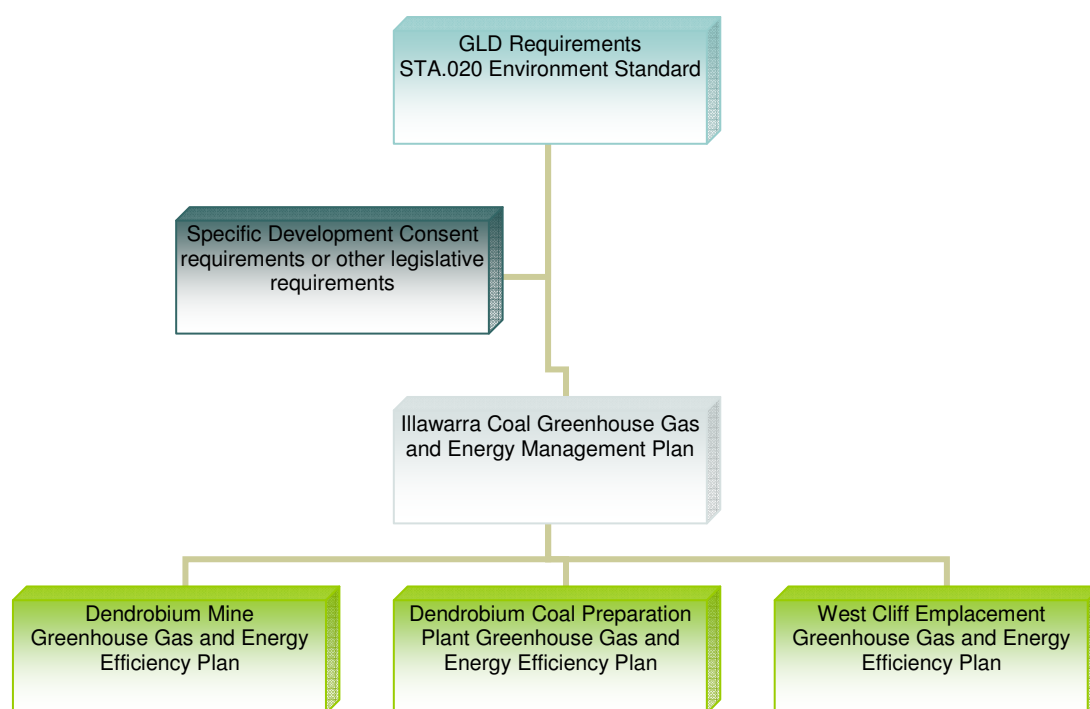 GLD Requirements
STA.020 Environment Standard
Specific Development Consent
requirements or other legislative
requirements
Illawarra Coal Greenhouse Gas
and Energy Management Plan
Dendrobium Mine
Greenhouse Gas and Energy
Efficiency Plan
Dendrobium Coal Preparation
Plant Greenhouse Gas and
Energy Efficiency Plan
West Cliff Emplacement
Greenhouse Gas and Energy
Efficiency Plan